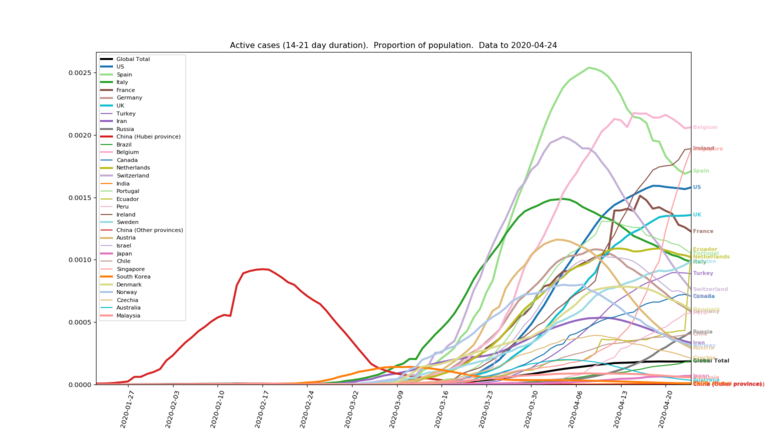 Active cases (14-21 day duration).  Proportion of population.  Data to 2020-04-24
0.0025
0.0020
0.0015
0.0010
0.0005
0.0000
Global Total
US
Spain
Italy
France
Germany
UK
Turkey
Iran
Russia
China (Hubei province)
Brazil
Belgium
Canada
Netherlands
Switzerland
India
Portugal
Ecuador
Peru
Ireland
Sweden
China (Other provinces)
Austria
Israel
Japan
Chile
Singapore
South Korea
Denmark
Norway
Czechia
Australia
Malaysia
Belgium
Ireland
Spain
US
UK
France
Ecuador
Netherlands
Italy
Turkey
Switzerland
Canada
Russia
Iran
Global Total
2020-01-27
2020-02-03
2020-02-10
2020-02-17
2020-02-24
2020-03-02
2020-03-09
2020-03-16
2020-03-23
2020-03-30
2020-04-06
2020-04-13
2020-04-20